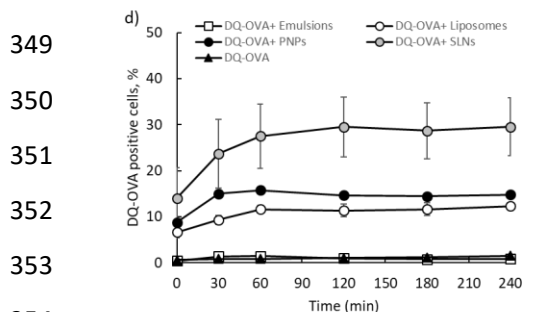 349
350
351
352
353
d)
DQ-OVA+ Emulsions
DQ-OVA+ Liposomes
DQ-OVA+ PNPs
DQ-OVA+ SLNs
DQ-OVA
DQ-OVA positive cells, %
50
40
30
20
10
0
0 30 60 90 120 150 180 210 240
Time (min)